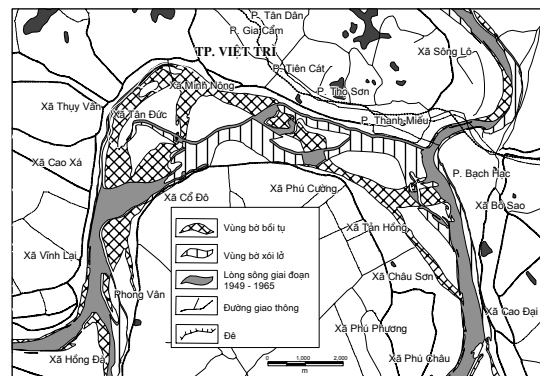 P. Tân Dân
P. Gia Cẩm
TP. VIỆT TRÌ
Xã Sông Lô
P. Tiên Cát
Xã Minh Nông
P. Thọ Sơn
Xã Thụy Vân
Xã Tân Đức
P. Thanh Miếu
Xã Cao Xá
P. Bạch Hạc
Xã Cổ Đô
Xã Phú Cường
Xã Bồ Sao
Vùng bờ bồi tụ
Xã Tản Hồng
Xã Vĩnh Lại
Vùng bờ xói lở
Lòng sông giai đoạn
1949 - 1965
Xã Châu Sơn
Phong Vân
Đường giao thông
Xã Cao Đại
Xã Phú Phương
Đê
Xã Hồng Đà
Xã Phú Châu
0 1,000 2,000
m